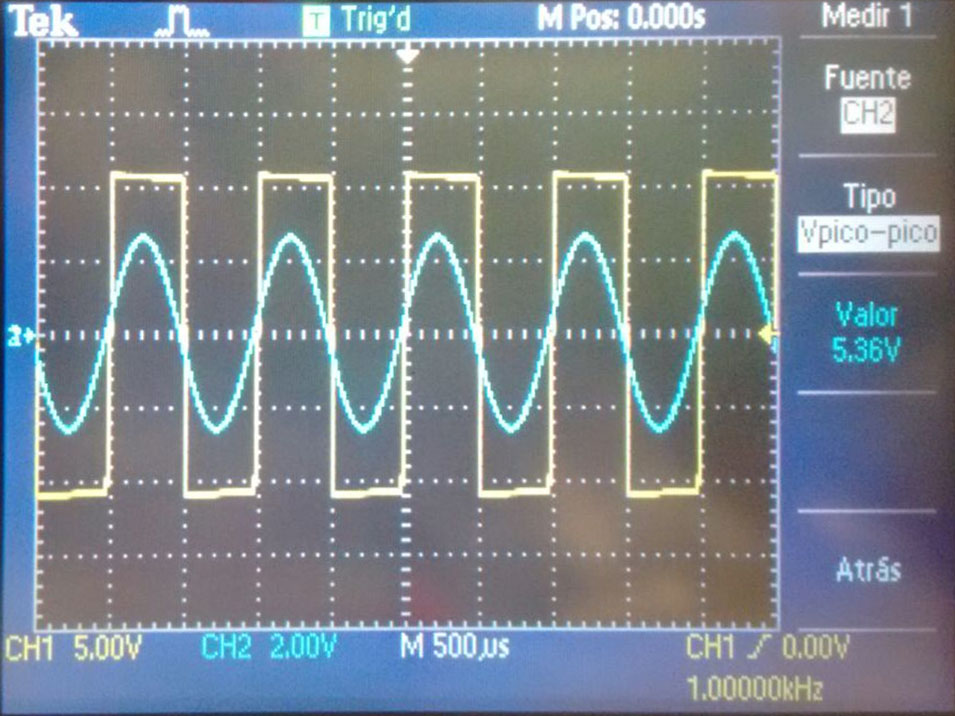 Tek T Trig'd M Pos: 0.000s Medir 1
Fuente
CH2
Tipo
Vpico-pico
Valor
5.36V
Atrás
2
CH1 5.00V CH2 2.00V M 500µs CH1 0.00V
1.00000kHz